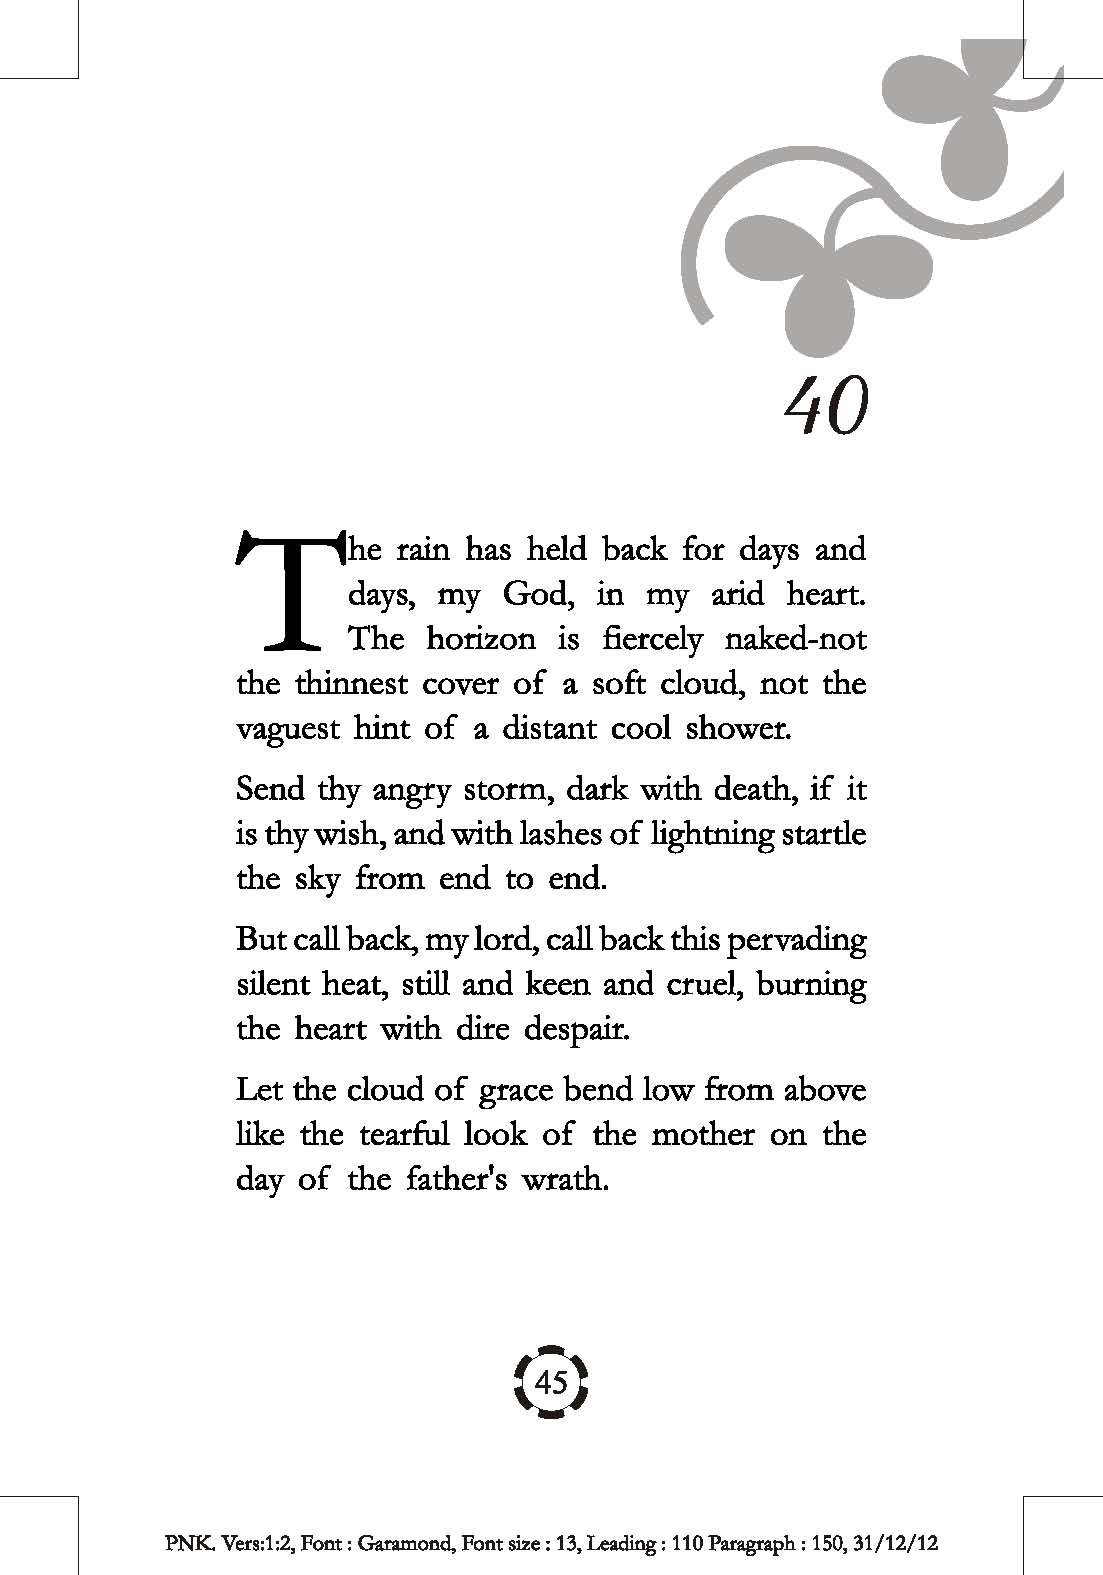 40
The rain has held back for days and
days, my God, in my arid heart.
The horizon is fiercely naked-not
the thinnest cover of a soft cloud, not the
vaguest hint of a distant cool shower.
Send thy angry storm, dark with death, if it
is thy wish, and with lashes of lightning startle
the sky from end to end.
But call back, my lord, call back this pervading
silent heat, still and keen and cruel, burning
the heart with dire despair.
Let the cloud of grace bend low from above
like the tearful look of the mother on the
day of the father's wrath.
45
PNK. Vers:1:2, Font : Garamond, Font size : 13, Leading : 110 Paragraph : 150, 31/12/12